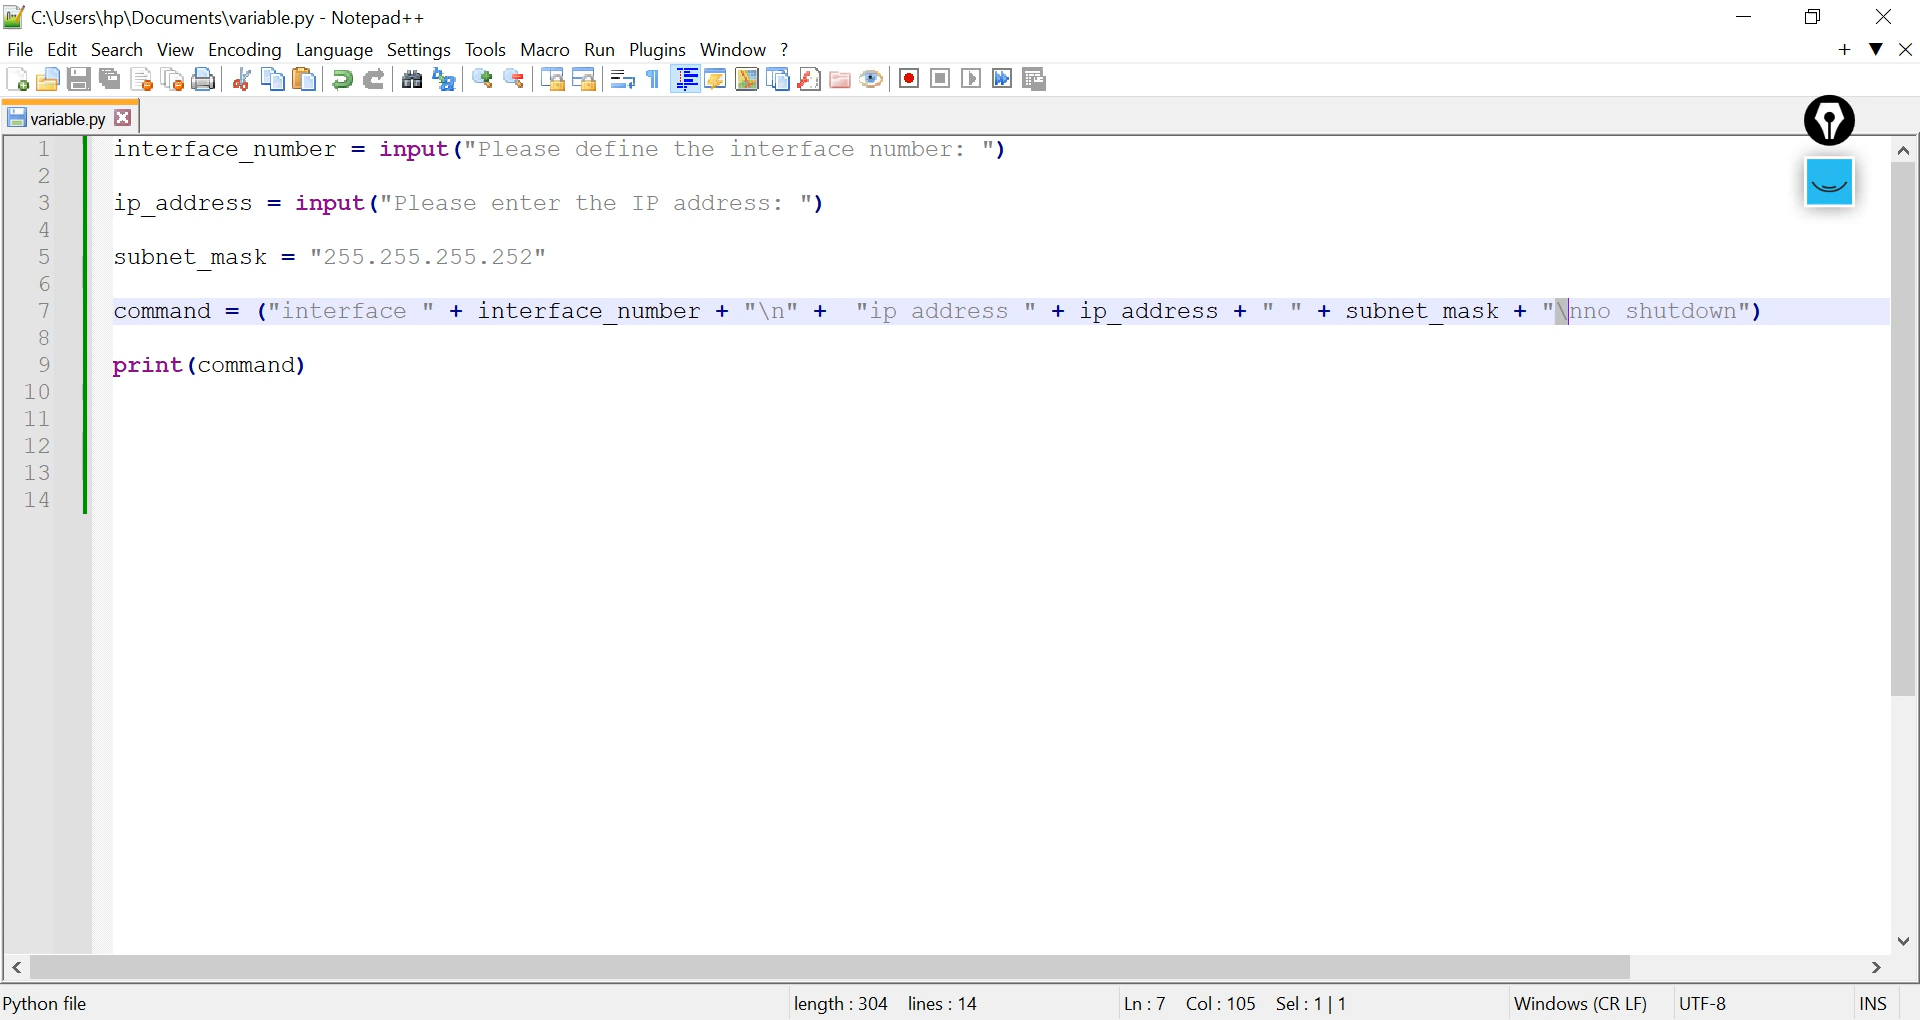 C:\Users\hp\Documents\variable.py - Notepad++
File Edit Search View Encoding Language Settings Tools Macro Run Plugins Window ?
variable.py
1 interface_number = input("Please define the interface number: ")
2
3 ip_address = input("Please enter the IP address: ")
4
5 subnet_mask = "255.255.255.252"
6
7 command = ("interface " + interface_number + "\n" +  "ip address " + ip_address + " " + subnet_mask + "\nno shutdown")
8
9 print(command)
10
11
12
13
14
Python file length : 304 lines : 14 Ln : 7 Col : 105 Sel : 1 | 1 Windows (CR LF) UTF-8 INS